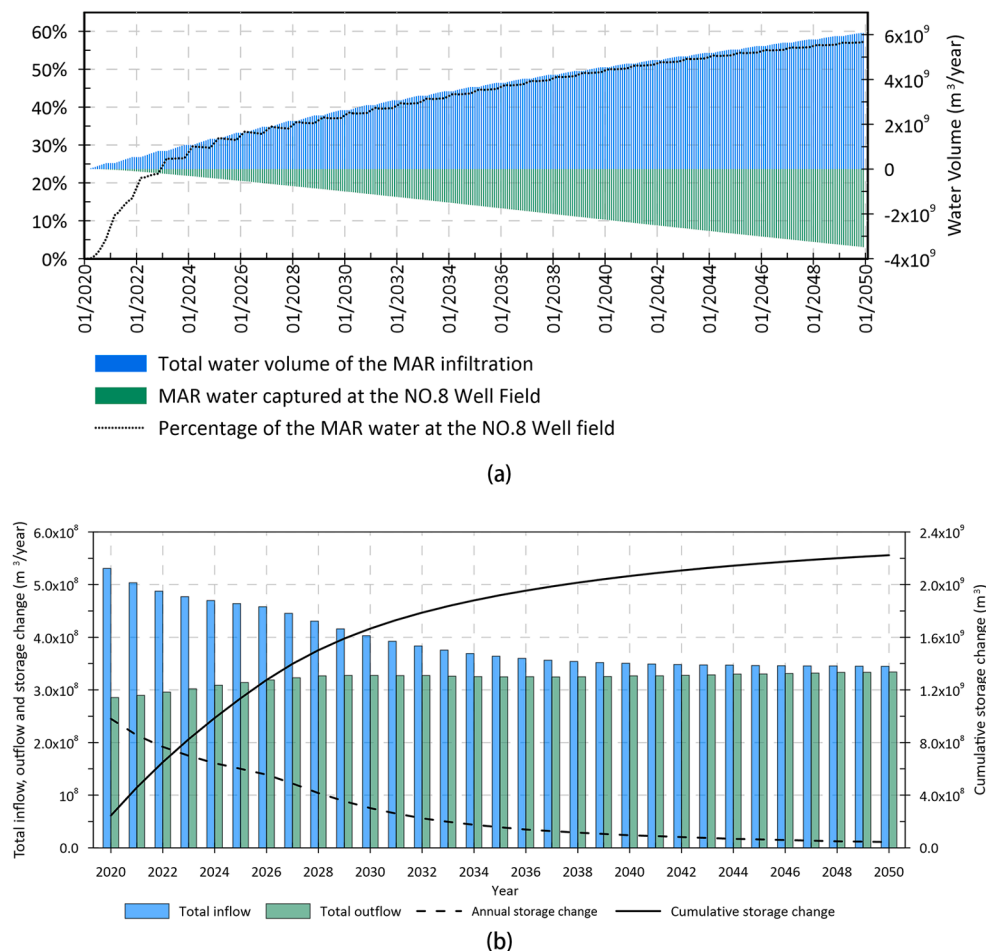 60%
50%
40%
30%
20%
10%
0%
6x10⁹
4x10⁹
2x10⁹
0
-2x10⁹
-4x10⁹
Water Volume (m³/year)
01/2020
01/2022
01/2024
01/2026
01/2028
01/2030
01/2032
01/2034
01/2036
01/2038
01/2040
01/2042
01/2044
01/2046
01/2048
01/2050
Total water volume of the MAR infiltration
MAR water captured at the NO.8 Well Field
Percentage of the MAR water at the NO.8 Well field
(a)
Total inflow, outflow and storage change (m³/year)
6.0x10⁸
5.0x10⁸
4.0x10⁸
3.0x10⁸
2.0x10⁸
10⁸
0.0
2.4x10⁹
2.0x10⁹
1.6x10⁹
1.2x10⁹
8.0x10⁸
4.0x10⁸
0.0
Cumulative storage change (m³)
2020 2022 2024 2026 2028 2030 2032 2034 2036 2038 2040 2042 2044 2046 2048 2050
Year
Total inflow Total outflow Annual storage change Cumulative storage change
(b)